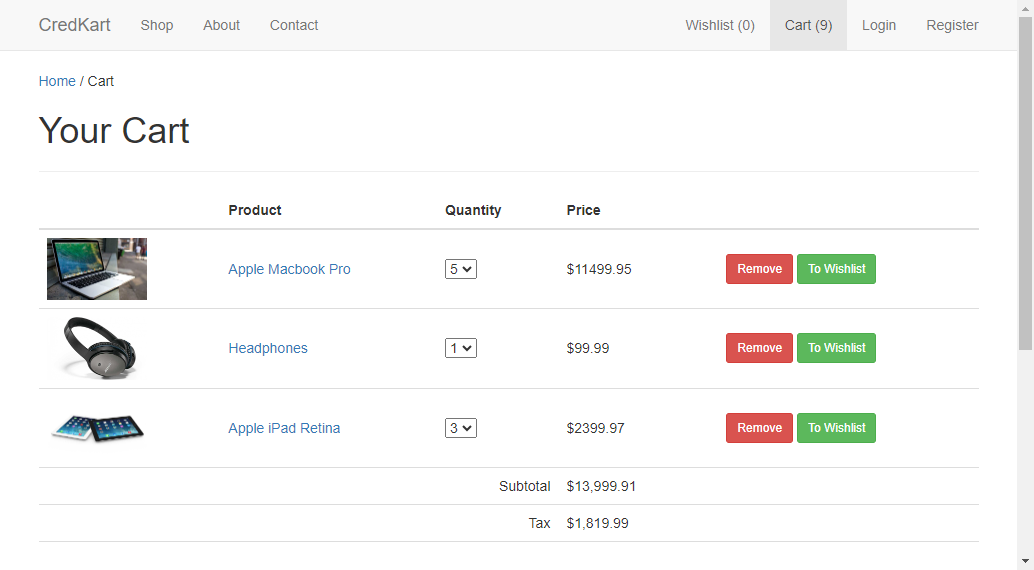 CredKart Shop About Contact Wishlist (0) Cart (9) Login Register
Home / Cart
Your Cart
Product Quantity Price
Apple Macbook Pro 5 $11499.95 Remove To Wishlist
Headphones 1 $99.99 Remove To Wishlist
Apple iPad Retina 3 $2399.97 Remove To Wishlist
Subtotal $13,999.91
Tax $1,819.99